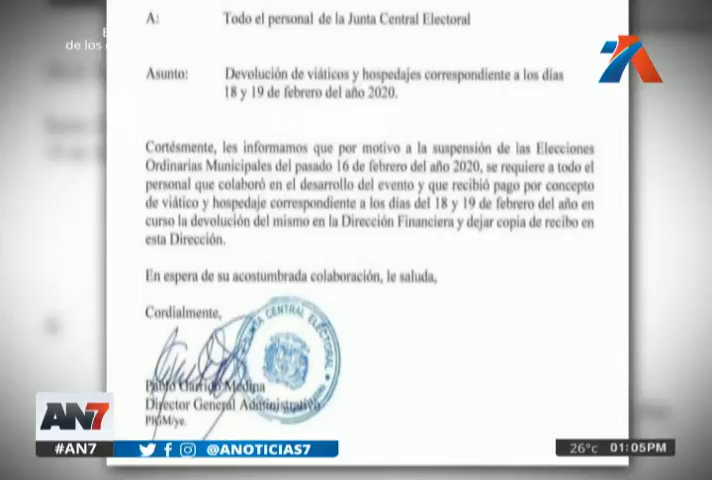 A: Todo el personal de la Junta Central Electoral
Asunto: Devolución de viáticos y hospedajes correspondiente a los días
18 y 19 de febrero del año 2020.
Cortésmente, les informamos que por motivo a la suspensión de las Elecciones
Ordinarias Municipales del pasado 16 de febrero del año 2020, se requiere a todo el
personal que colaboró en el desarrollo del evento y que recibió pago por concepto
de viático y hospedaje correspondiente a los días del 18 y 19 de febrero del año en
curso la devolución del mismo en la Dirección Financiera y dejar copia de recibo en
esta Dirección.
En espera de su acostumbrada colaboración, le saluda,
Cordialmente,
JUNTA CENTRAL ELECTORAL
Pablo Garrido Medina
Director General Administrativo
PGM/ye.
de los
AN7
#AN7
@ANOTICIAS7
26°c 01:05PM